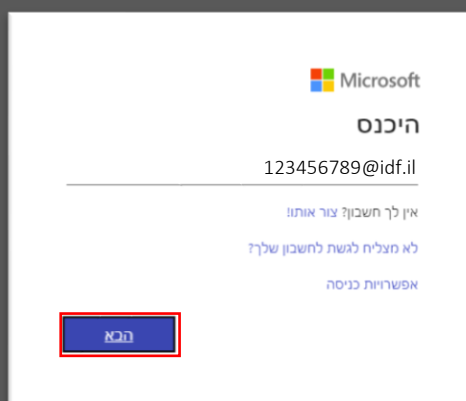 Microsoft
היכנס
123456789@idf.il
אין לך חשבון? צור אותו!
לא מצליח לגשת לחשבון שלך?
אפשרויות כניסה
הבא